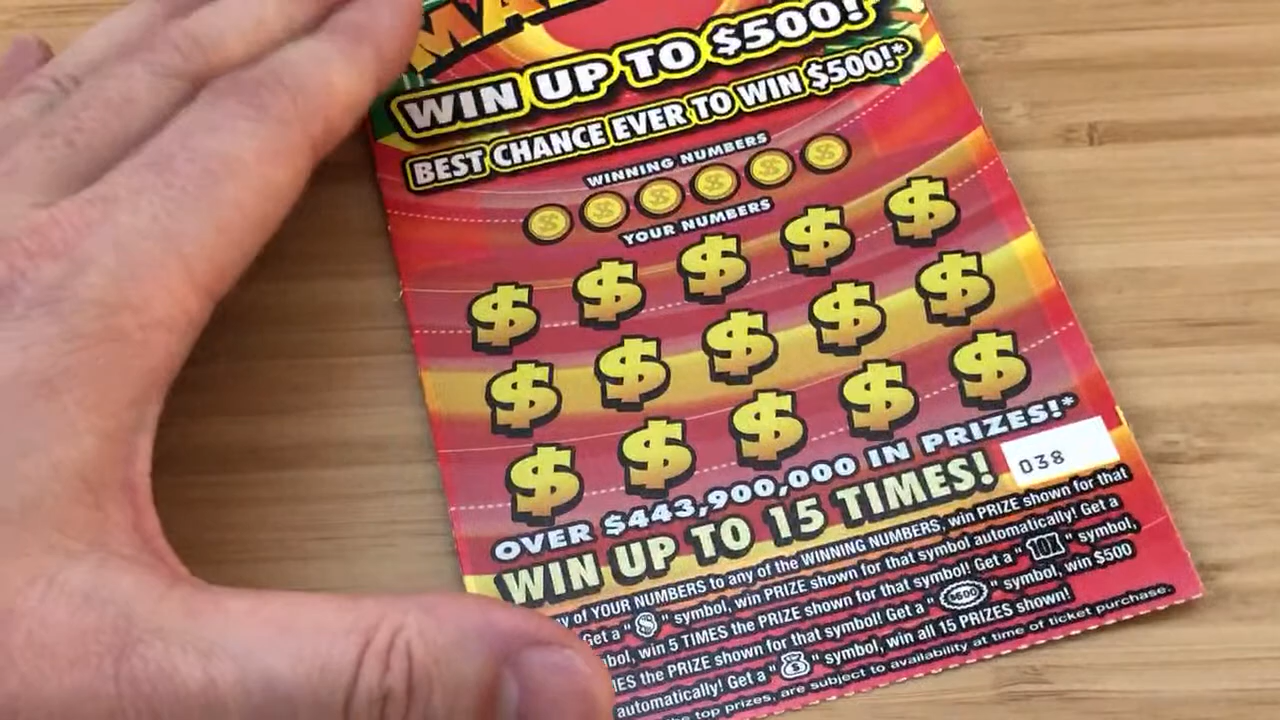 WIN UP TO $500!
BEST CHANCE EVER TO WIN $500!*
WINNING NUMBERS
YOUR NUMBERS
OVER $443,900,000 IN PRIZES!*
WIN UP TO 15 TIMES!
038
of YOUR NUMBERS to any of the WINNING NUMBERS, win PRIZE shown for that
Get a "$" symbol, win PRIZE shown for that symbol automatically! Get a
win 5 TIMES the PRIZE shown for that symbol! Get a "10X" symbol,
the PRIZE shown for that symbol! Get a "$500" symbol, win $500
automatically! Get a " " symbol, win all 15 PRIZES shown!
top prizes, are subject to availability at time of ticket purchase.